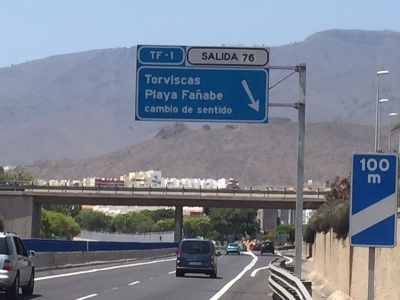 TF-1 SALIDA 76
Torviscas
Playa Fañabe
cambio de sentido
100
m